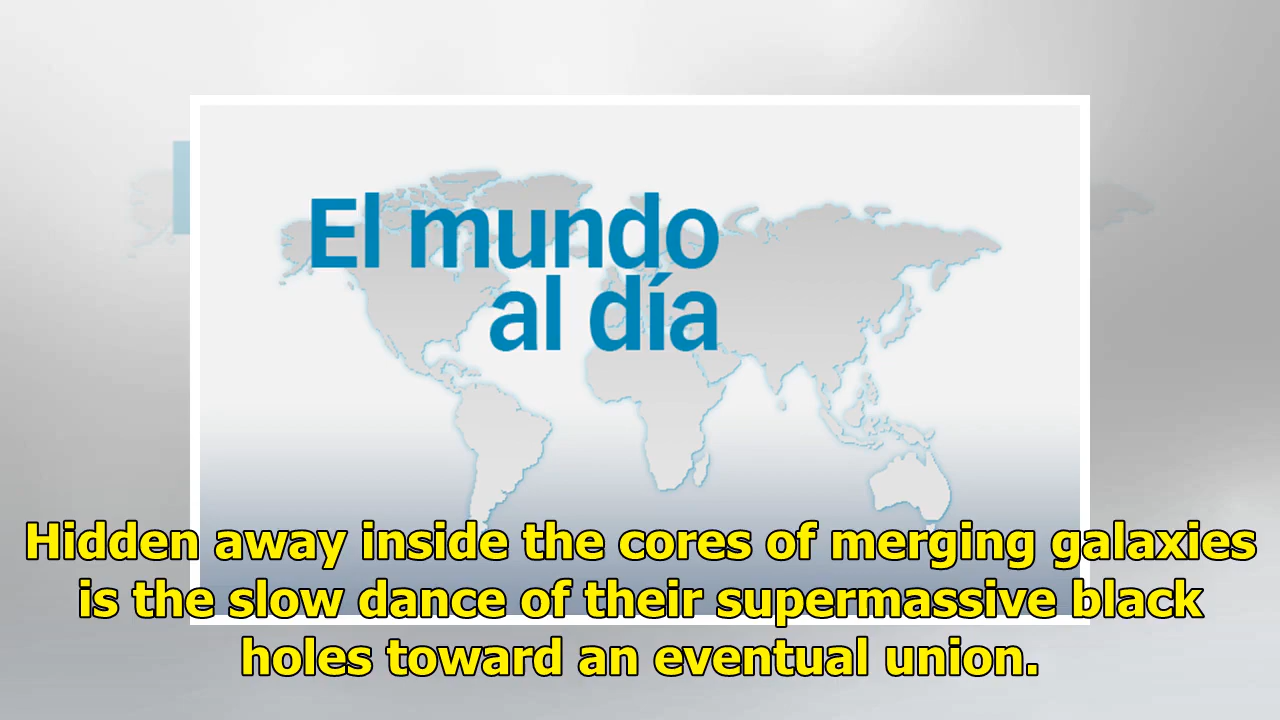 El mundo
al día
Hidden away inside the cores of merging galaxies
is the slow dance of their supermassive black
holes toward an eventual union.